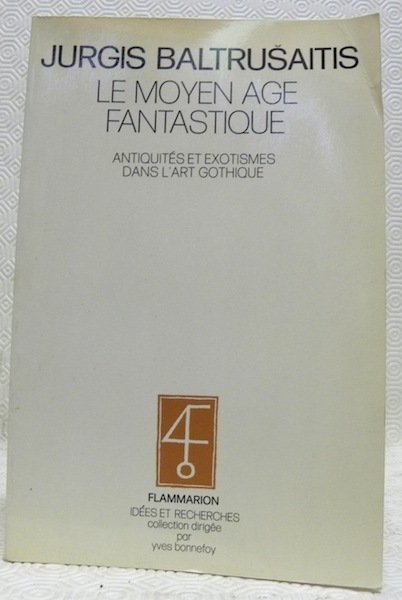 JURGIS BALTRUŠAITIS
LE MOYEN AGE
FANTASTIQUE
ANTIQUITÉS ET EXOTISMES
DANS L'ART GOTHIQUE
FLAMMARION
IDÉES ET RECHERCHES
collection dirigée
par
yves bonnefoy